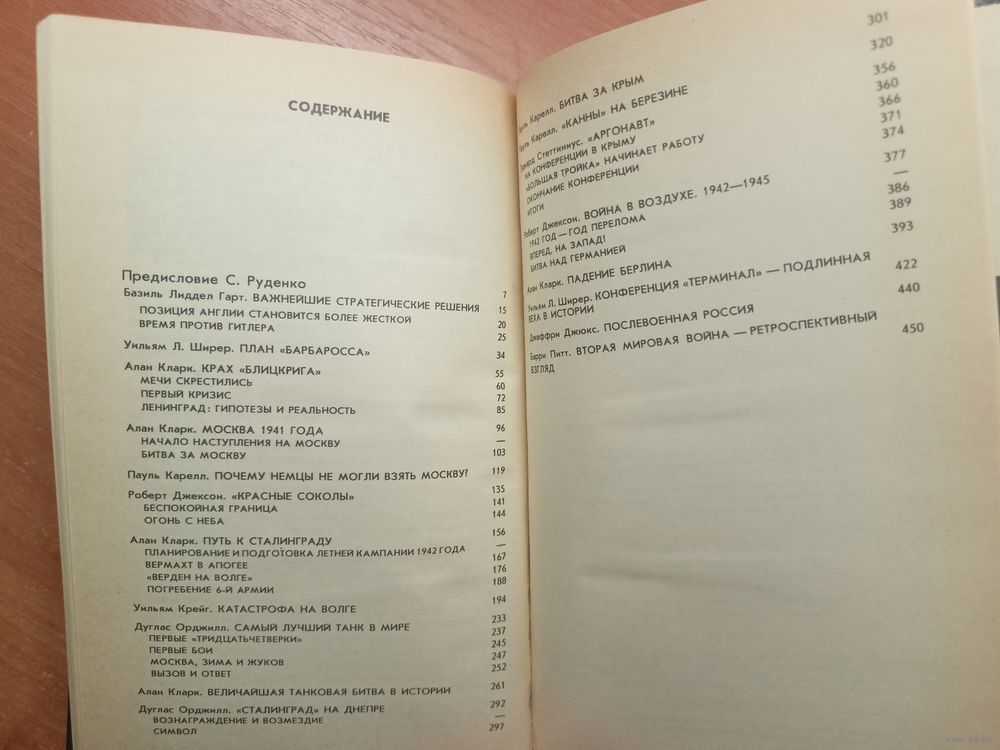 СОДЕРЖАНИЕ
Предисловие С. Руденко 7
Базиль Лиддел Гарт. ВАЖНЕЙШИЕ СТРАТЕГИЧЕСКИЕ РЕШЕНИЯ 15
ПОЗИЦИЯ АНГЛИИ СТАНОВИТСЯ БОЛЕЕ ЖЕСТКОЙ 20
ВРЕМЯ ПРОТИВ ГИТЛЕРА 25
Уильям Л. Ширер. ПЛАН «БАРБАРОССА» 34
Алан Кларк. КРАХ «БЛИЦКРИГА» 55
МЕЧИ СКРЕСТИЛИСЬ 60
ПЕРВЫЙ КРИЗИС 72
ЛЕНИНГРАД: ГИПОТЕЗЫ И РЕАЛЬНОСТЬ 85
Алан Кларк. МОСКВА 1941 ГОДА 96
НАЧАЛО НАСТУПЛЕНИЯ НА МОСКВУ —
БИТВА ЗА МОСКВУ 103
Пауль Карелл. ПОЧЕМУ НЕМЦЫ НЕ МОГЛИ ВЗЯТЬ МОСКВУ? 119
Роберт Джексон. «КРАСНЫЕ СОКОЛЫ» 135
БЕСПОКОЙНАЯ ГРАНИЦА 141
ОГОНЬ С НЕБА 144
Алан Кларк. ПУТЬ К СТАЛИНГРАДУ 156
ПЛАНИРОВАНИЕ И ПОДГОТОВКА ЛЕТНЕЙ КАМПАНИИ 1942 ГОДА —
ВЕРМАХТ В АПОГЕЕ 167
«ВЕРДЕН НА ВОЛГЕ» 176
ПОГРЕБЕНИЕ 6-Й АРМИИ 188
Уильям Крейг. КАТАСТРОФА НА ВОЛГЕ 194
Дуглас Орджилл. САМЫЙ ЛУЧШИЙ ТАНК В МИРЕ 233
ПЕРВЫЕ «ТРИДЦАТЬЧЕТВЕРКИ» 237
ПЕРВЫЕ БОИ 245
МОСКВА, ЗИМА И ЖУКОВ 247
ВЫЗОВ И ОТВЕТ 252
Алан Кларк. ВЕЛИЧАЙШАЯ ТАНКОВАЯ БИТВА В ИСТОРИИ 261
Дуглас Орджилл. «СТАЛИНГРАД» НА ДНЕПРЕ 292
ВОЗНАГРАЖДЕНИЕ И ВОЗМЕЗДИЕ —
СИМВОЛ 297
Пауль Карелл. БИТВА ЗА КРЫМ 301
Пауль Карелл. «КАННЫ» НА БЕРЕЗИНЕ 320
Эдвард Стеттиниус. «АРГОНАВТ» 356
НА КОНФЕРЕНЦИИ В КРЫМУ 360
«БОЛЬШАЯ ТРОЙКА» НАЧИНАЕТ РАБОТУ 366
ОКОНЧАНИЕ КОНФЕРЕНЦИИ 371
ИТОГИ 374
Роберт Джексон. ВОЙНА В ВОЗДУХЕ. 1942—1945 377
1942 ГОД — ГОД ПЕРЕЛОМА —
ВПЕРЕД, НА ЗАПАД! 386
БИТВА НАД ГЕРМАНИЕЙ 389
Алан Кларк. ПАДЕНИЕ БЕРЛИНА 393
Уильям Л. Ширер. КОНФЕРЕНЦИЯ «ТЕРМИНАЛ» — ПОДЛИННАЯ
ВЕХА В ИСТОРИИ 422
Джеффри Джюкс. ПОСЛЕВОЕННАЯ РОССИЯ 440
Барри Питт. ВТОРАЯ МИРОВАЯ ВОЙНА — РЕТРОСПЕКТИВНЫЙ
ВЗГЛЯД 450